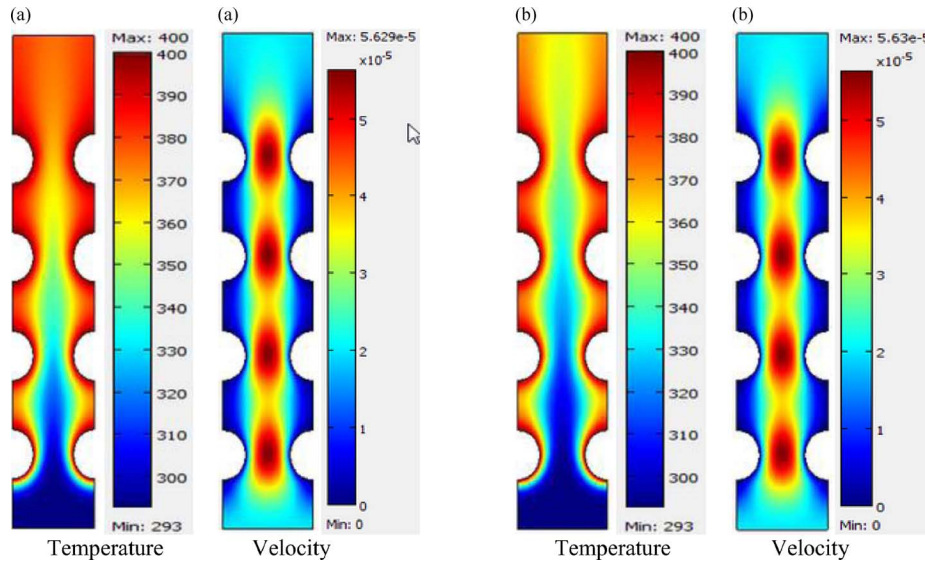 (a)
(a)
(b)
(b)
Max: 400
400
390
380
370
360
350
340
330
320
310
300
Min: 293
Max: 5.629e-5
x10-5
5
4
3
2
1
0
Min: 0
Max: 400
400
390
380
370
360
350
340
330
320
310
300
Min: 293
Max: 5.63e-5
x10-5
5
4
3
2
1
0
Min: 0
Temperature
Velocity
Temperature
Velocity